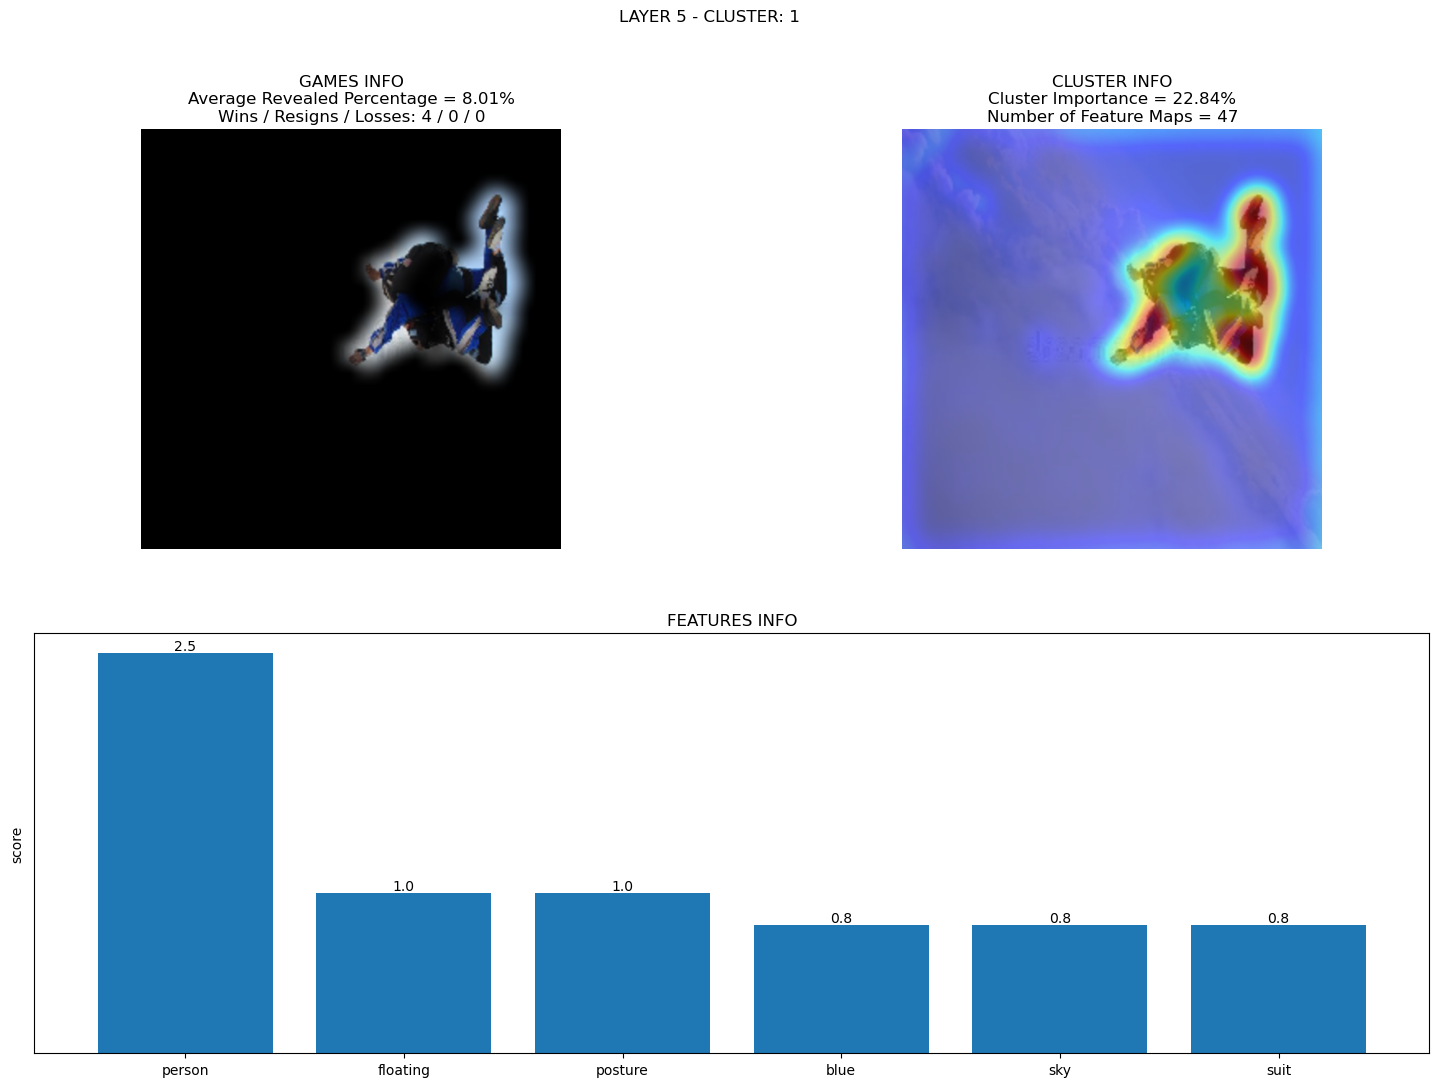 LAYER 5 - CLUSTER: 1
GAMES INFO
Average Revealed Percentage = 8.01%
Wins / Resigns / Losses: 4 / 0 / 0
CLUSTER INFO
Cluster Importance = 22.84%
Number of Feature Maps = 47
FEATURES INFO
score
2.5
1.0
1.0
0.8
0.8
0.8
person
floating
posture
blue
sky
suit